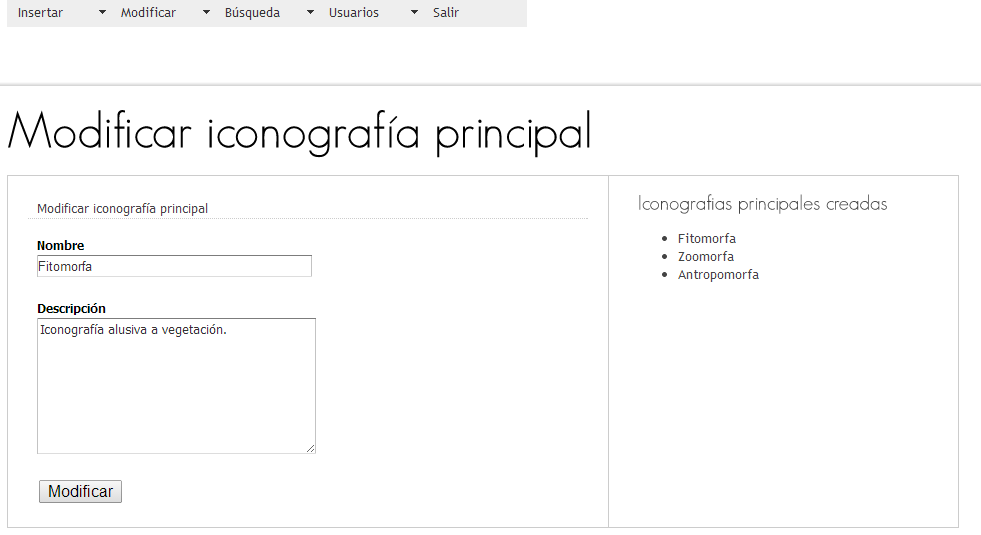 Insertar Modificar Búsqueda Usuarios Salir
Modificar iconografía principal
Modificar iconografía principal
Nombre
Fitomorfa
Descripción
Iconografía alusiva a vegetación.
Modificar
Iconografias principales creadas
Fitomorfa
Zoomorfa
Antropomorfa